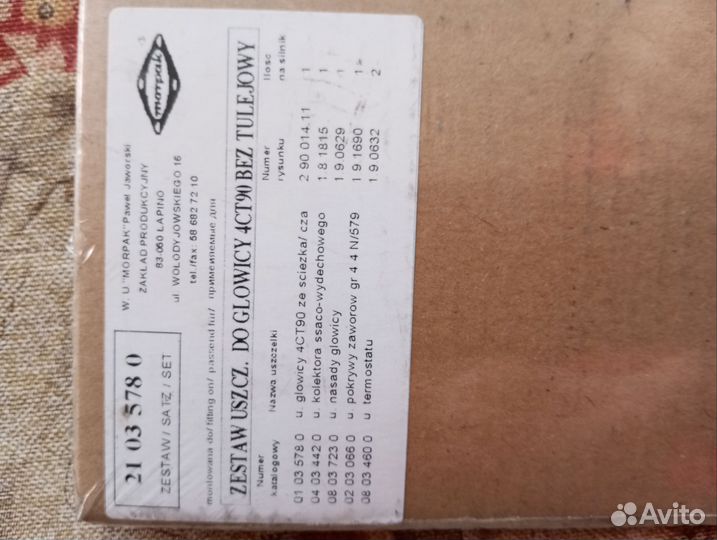 21 03 578 0
ZESTAW / SATZ / SET
W. U "MORPAK" Paweł Jaworski
ZAKŁAD PRODUKCYJNY
83-050 ŁAPINO
ul WOŁODYJOWSKIEGO 16
tel./fax: 58 682 72 10
morpak
montowana do/ fitting on/ passend fur/ применяемые для
ZESTAW USZCZ. DO GLOWICY 4CT90 BEZ TULEJOWY
Numer katalogowy Nazwa uszczelki Numer rysunku Ilosc na silnik
01 03 578 0 u glowicy 4CT90 ze sciezka/ cza 2 90 014.11 1
04 03 442 0 u kolektora ssaco-wydechowego 1 8 1815 1
08 03 723 0 u nasady glowicy 1 9 0629 1
02 03 066 0 u pokrywy zaworow gr 4 4 N/579 1 9 1690 1
08 03 460 0 u termostatu 1 9 0632 2
Avito